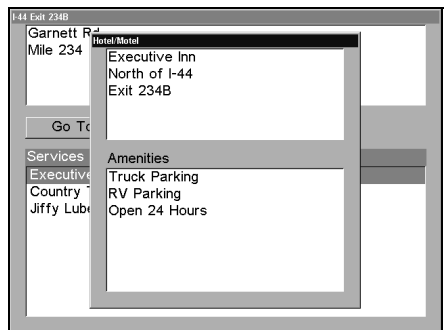 I-44 Exit 234B
Garnett Rd
Mile 234
Hotel/Motel
Executive Inn
North of I-44
Exit 234B
Go To
Services
Amenities
Executive
Country
Jiffy Lube
Truck Parking
RV Parking
Open 24 Hours